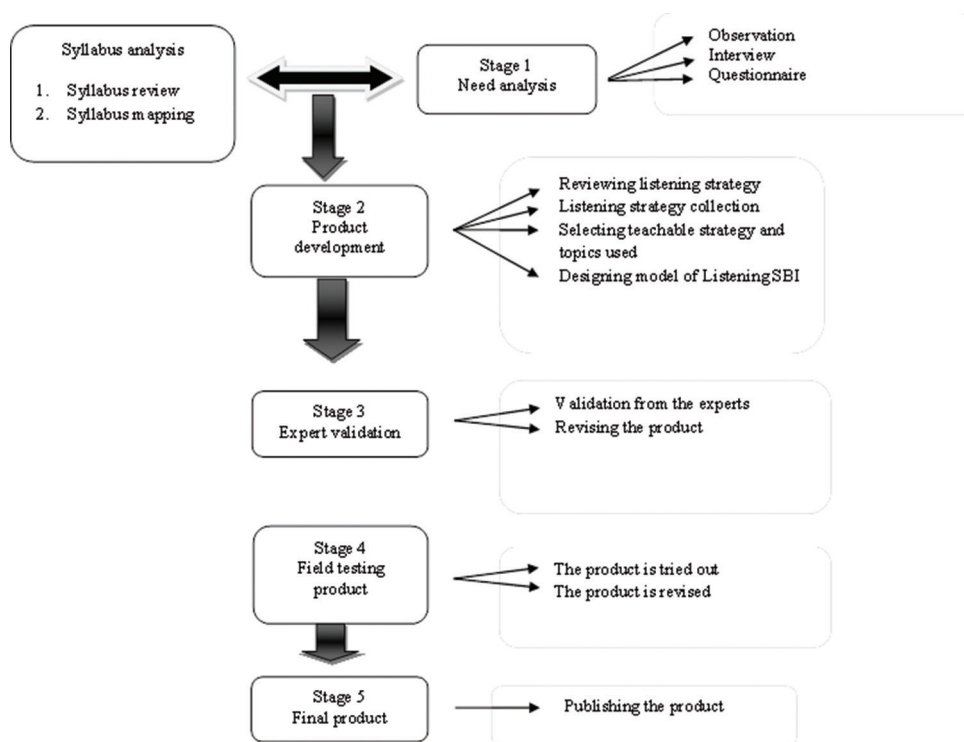 Syllabus analysis
1. Syllabus review
2. Syllabus mapping
Stage 1
Need analysis
Observation
Interview
Questionnaire
Stage 2
Product
development
Reviewing listening strategy
Listening strategy collection
Selecting teachable strategy and
topics used
Designing model of ListeningSBI
Stage 3
Expert validation
Validation from the experts
Revising the product
Stage 4
Field testing
product
The product is tried out
The product is revised
Stage 5
Final product
Publishing the product